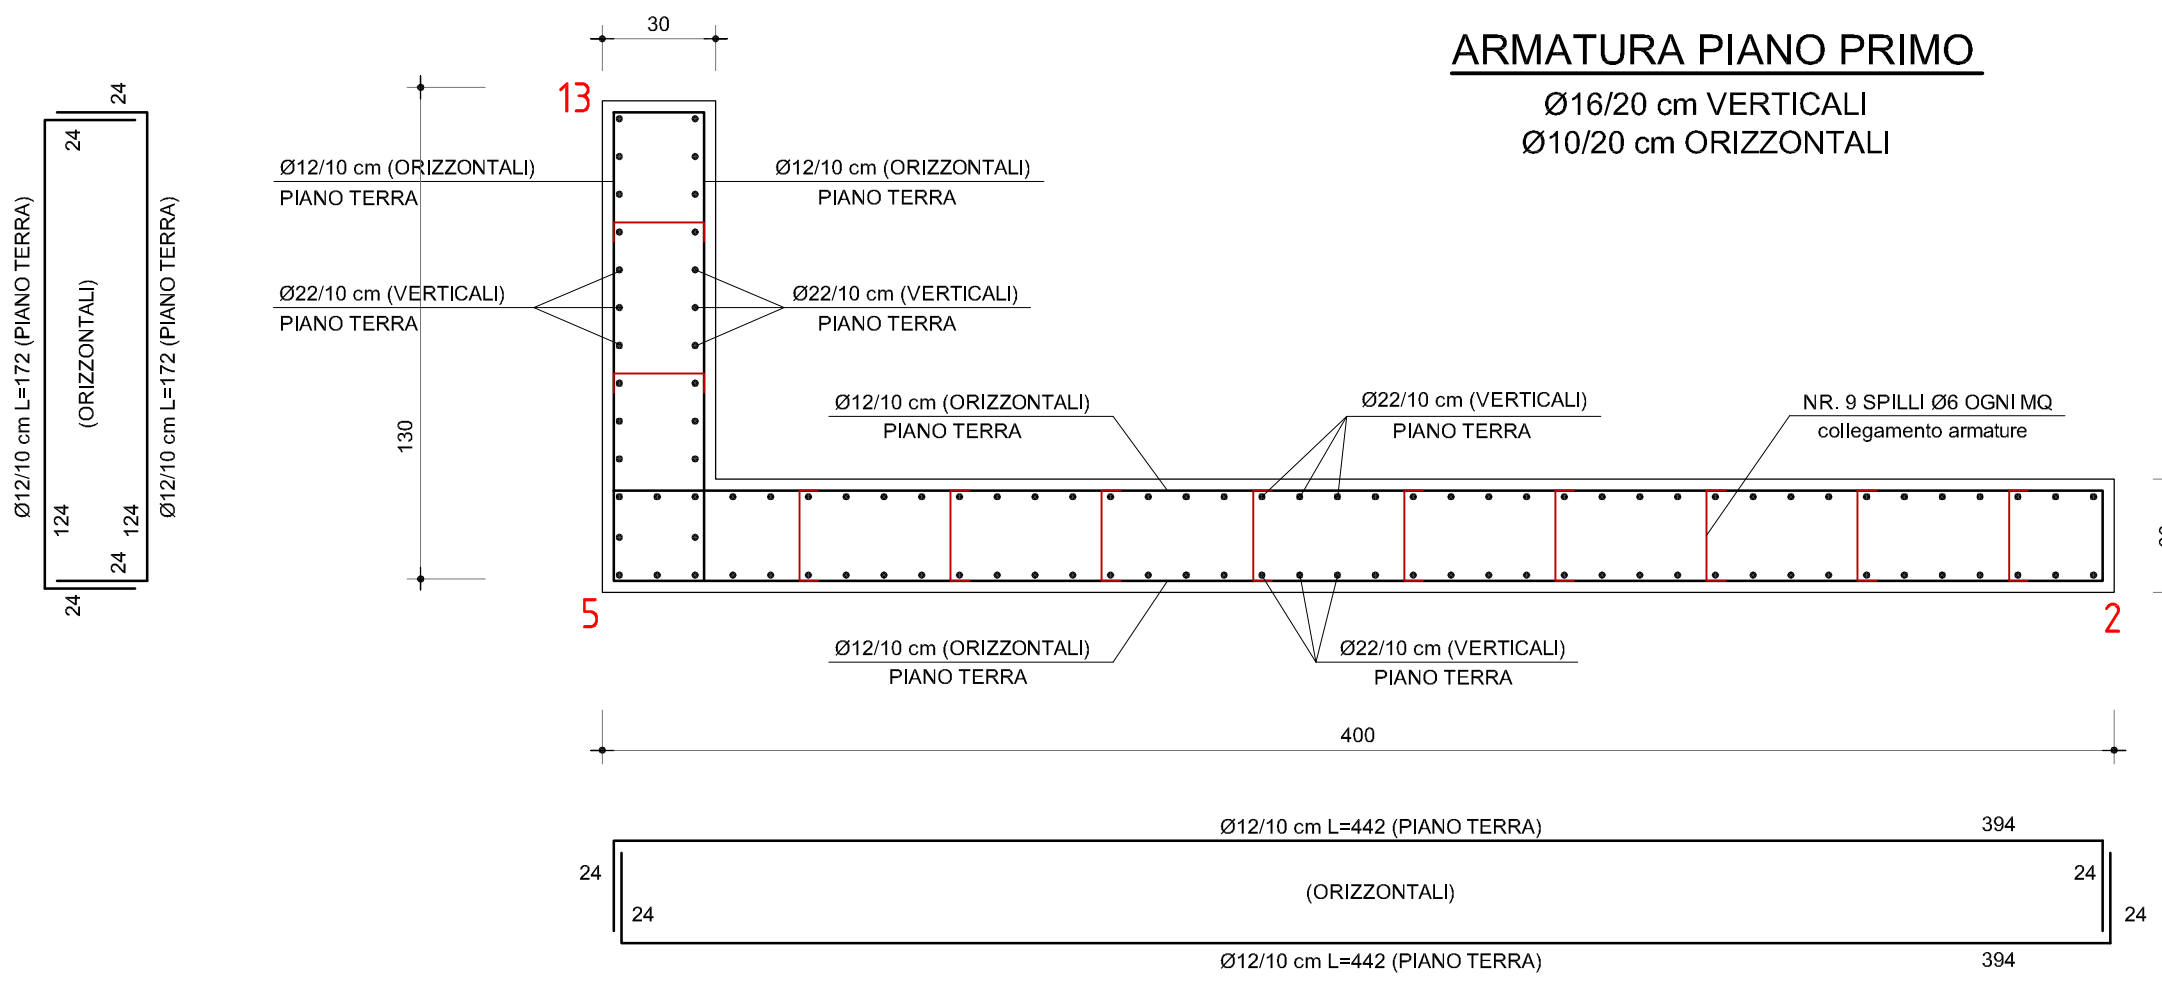 30
ARMATURA PIANO PRIMO
Ø16/20 cm VERTICALI
Ø10/20 cm ORIZZONTALI
13
24
24
Ø12/10 cm L=172 (PIANO TERRA)
(ORIZZONTALI)
Ø12/10 cm L=172 (PIANO TERRA)
124
124
24
24
Ø12/10 cm (ORIZZONTALI)
PIANO TERRA
Ø12/10 cm (ORIZZONTALI)
PIANO TERRA
Ø22/10 cm (VERTICALI)
PIANO TERRA
Ø22/10 cm (VERTICALI)
PIANO TERRA
130
Ø12/10 cm (ORIZZONTALI)
PIANO TERRA
Ø22/10 cm (VERTICALI)
PIANO TERRA
NR. 9 SPILLI Ø6 OGNI MQ
collegamento armature
5
2
Ø12/10 cm (ORIZZONTALI)
PIANO TERRA
Ø22/10 cm (VERTICALI)
PIANO TERRA
400
Ø12/10 cm L=442 (PIANO TERRA)
394
24
24
(ORIZZONTALI)
24
24
Ø12/10 cm L=442 (PIANO TERRA)
394